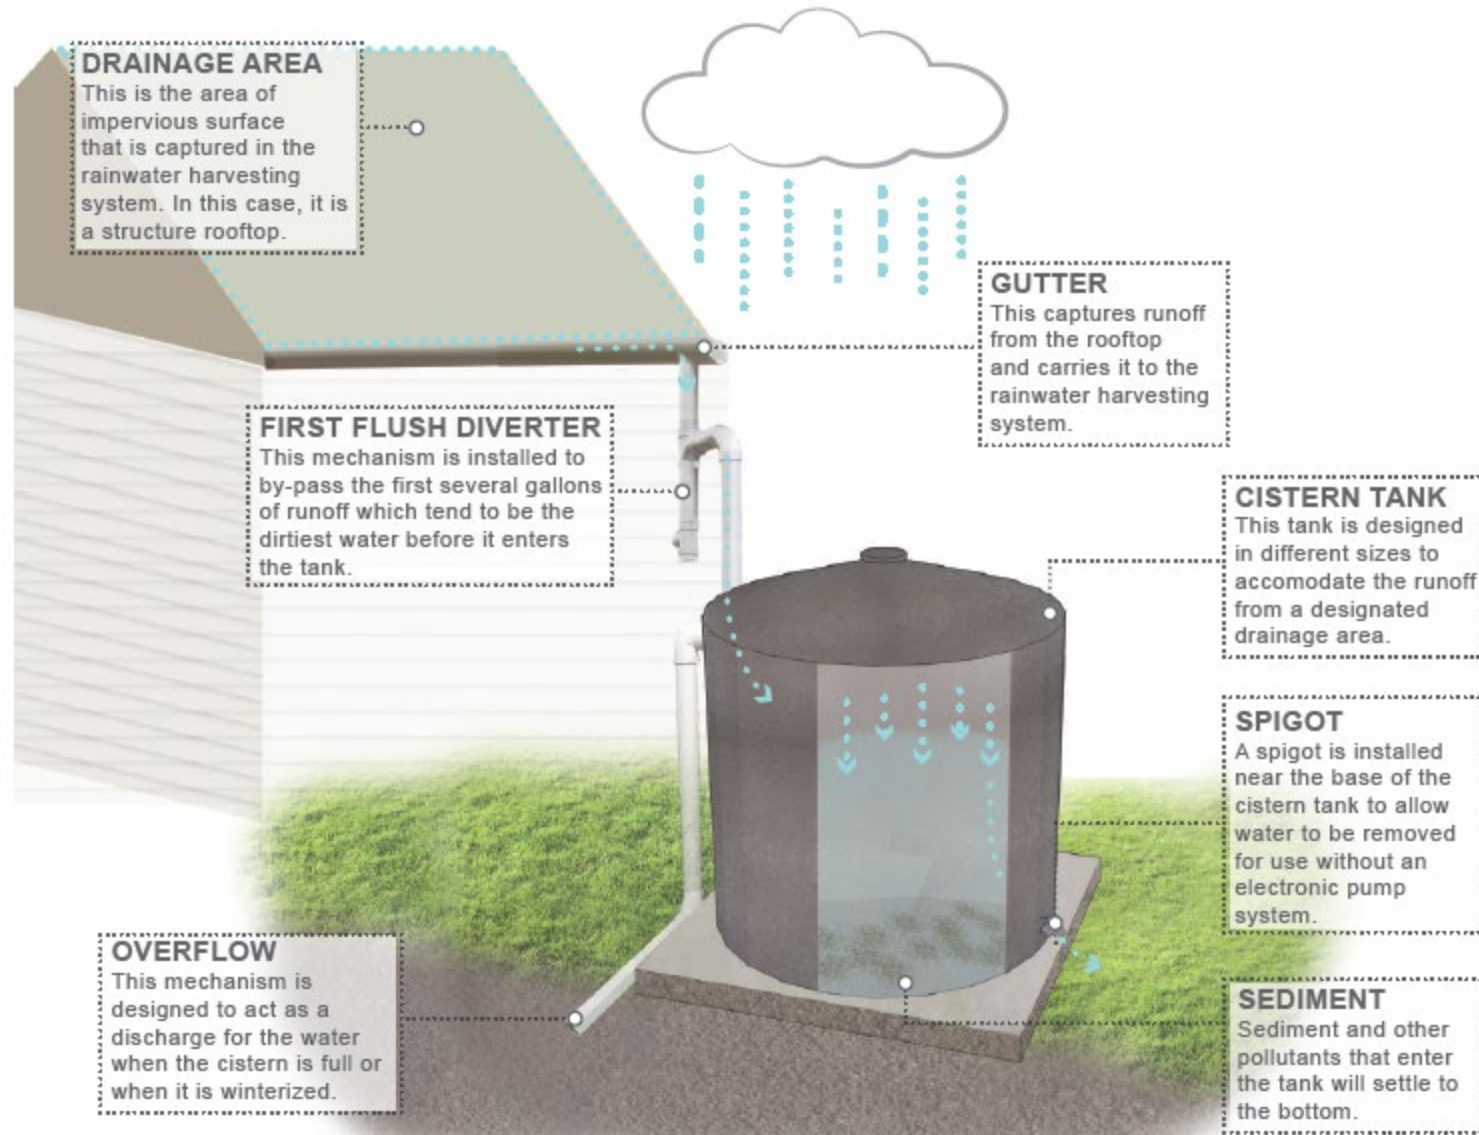 DRAINAGE AREA
This is the area of
impervious surface
that is captured in the
rainwater harvesting
system. In this case, it is
a structure rooftop.
GUTTER
This captures runoff
from the rooftop
and carries it to the
rainwater harvesting
system.
FIRST FLUSH DIVERTER
This mechanism is installed to
by-pass the first several gallons
of runoff which tend to be the
dirtiest water before it enters
the tank.
CISTERN TANK
This tank is designed
in different sizes to
accomodate the runoff
from a designated
drainage area.
SPIGOT
A spigot is installed
near the base of the
cistern tank to allow
water to be removed
for use without an
electronic pump
system.
OVERFLOW
This mechanism is
designed to act as a
discharge for the water
when the cistern is full or
when it is winterized.
SEDIMENT
Sediment and other
pollutants that enter
the tank will settle to
the bottom.